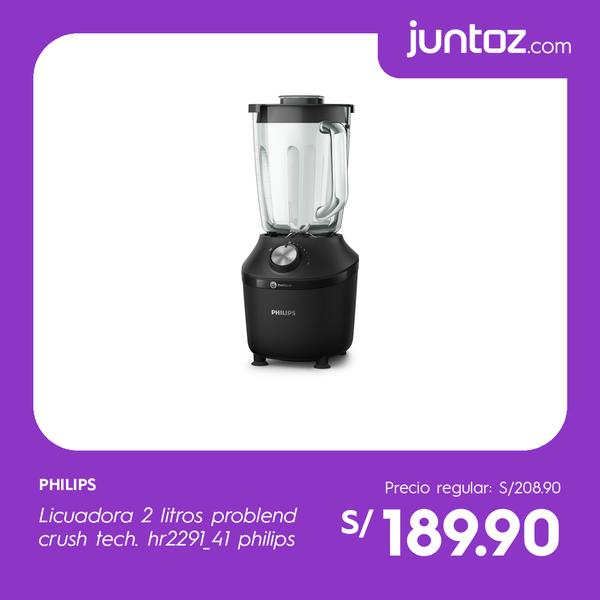 juntoz.com
PHILIPS
PHILIPS
Licuadora 2 litros problend
crush tech. hr2291_41 philips
Precio regular: S/208.90
S/189.90